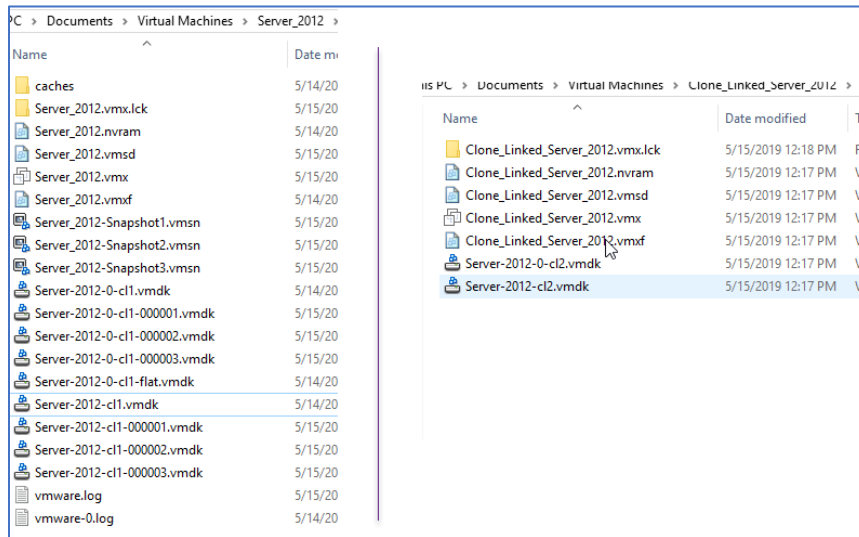 PC > Documents > Virtual Machines > Server_2012 >
Name Date m
caches 5/14/20
Server_2012.vmx.lck 5/15/20
Server_2012.nvram 5/14/20
Server_2012.vmsd 5/15/20
Server_2012.vmx 5/15/20
Server_2012.vmxf 5/14/20
Server_2012-Snapshot1.vmsn 5/15/20
Server_2012-Snapshot2.vmsn 5/15/20
Server_2012-Snapshot3.vmsn 5/15/20
Server-2012-0-cl1.vmdk 5/14/20
Server-2012-0-cl1-000001.vmdk 5/15/20
Server-2012-0-cl1-000002.vmdk 5/15/20
Server-2012-0-cl1-000003.vmdk 5/15/20
Server-2012-0-cl1-flat.vmdk 5/14/20
Server-2012-cl1.vmdk 5/14/20
Server-2012-cl1-000001.vmdk 5/15/20
Server-2012-cl1-000002.vmdk 5/15/20
Server-2012-cl1-000003.vmdk 5/15/20
vmware.log 5/15/20
vmware-0.log 5/14/20
his PC > Documents > Virtual Machines > Clone_Linked_Server_2012 >
Name Date modified T
Clone_Linked_Server_2012.vmx.lck 5/15/2019 12:18 PM F
Clone_Linked_Server_2012.nvram 5/15/2019 12:17 PM V
Clone_Linked_Server_2012.vmsd 5/15/2019 12:17 PM V
Clone_Linked_Server_2012.vmx 5/15/2019 12:17 PM V
Clone_Linked_Server_2012.vmxf 5/15/2019 12:17 PM V
Server-2012-0-cl2.vmdk 5/15/2019 12:17 PM V
Server-2012-cl2.vmdk 5/15/2019 12:17 PM V